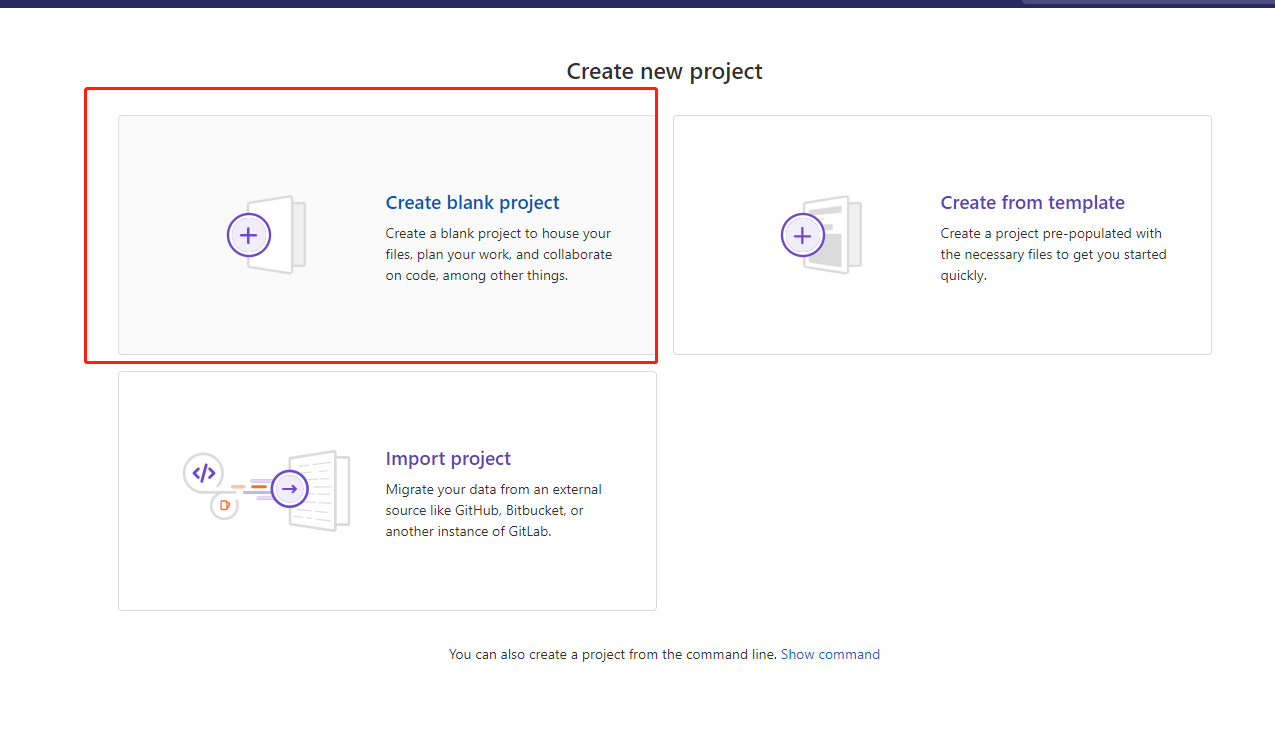 Create new project
Create blank project
Create a blank project to house your
files, plan your work, and collaborate
on code, among other things.
Create from template
Create a project pre-populated with
the necessary files to get you started
quickly.
Import project
Migrate your data from an external
source like GitHub, Bitbucket, or
another instance of GitLab.
You can also create a project from the command line. Show command